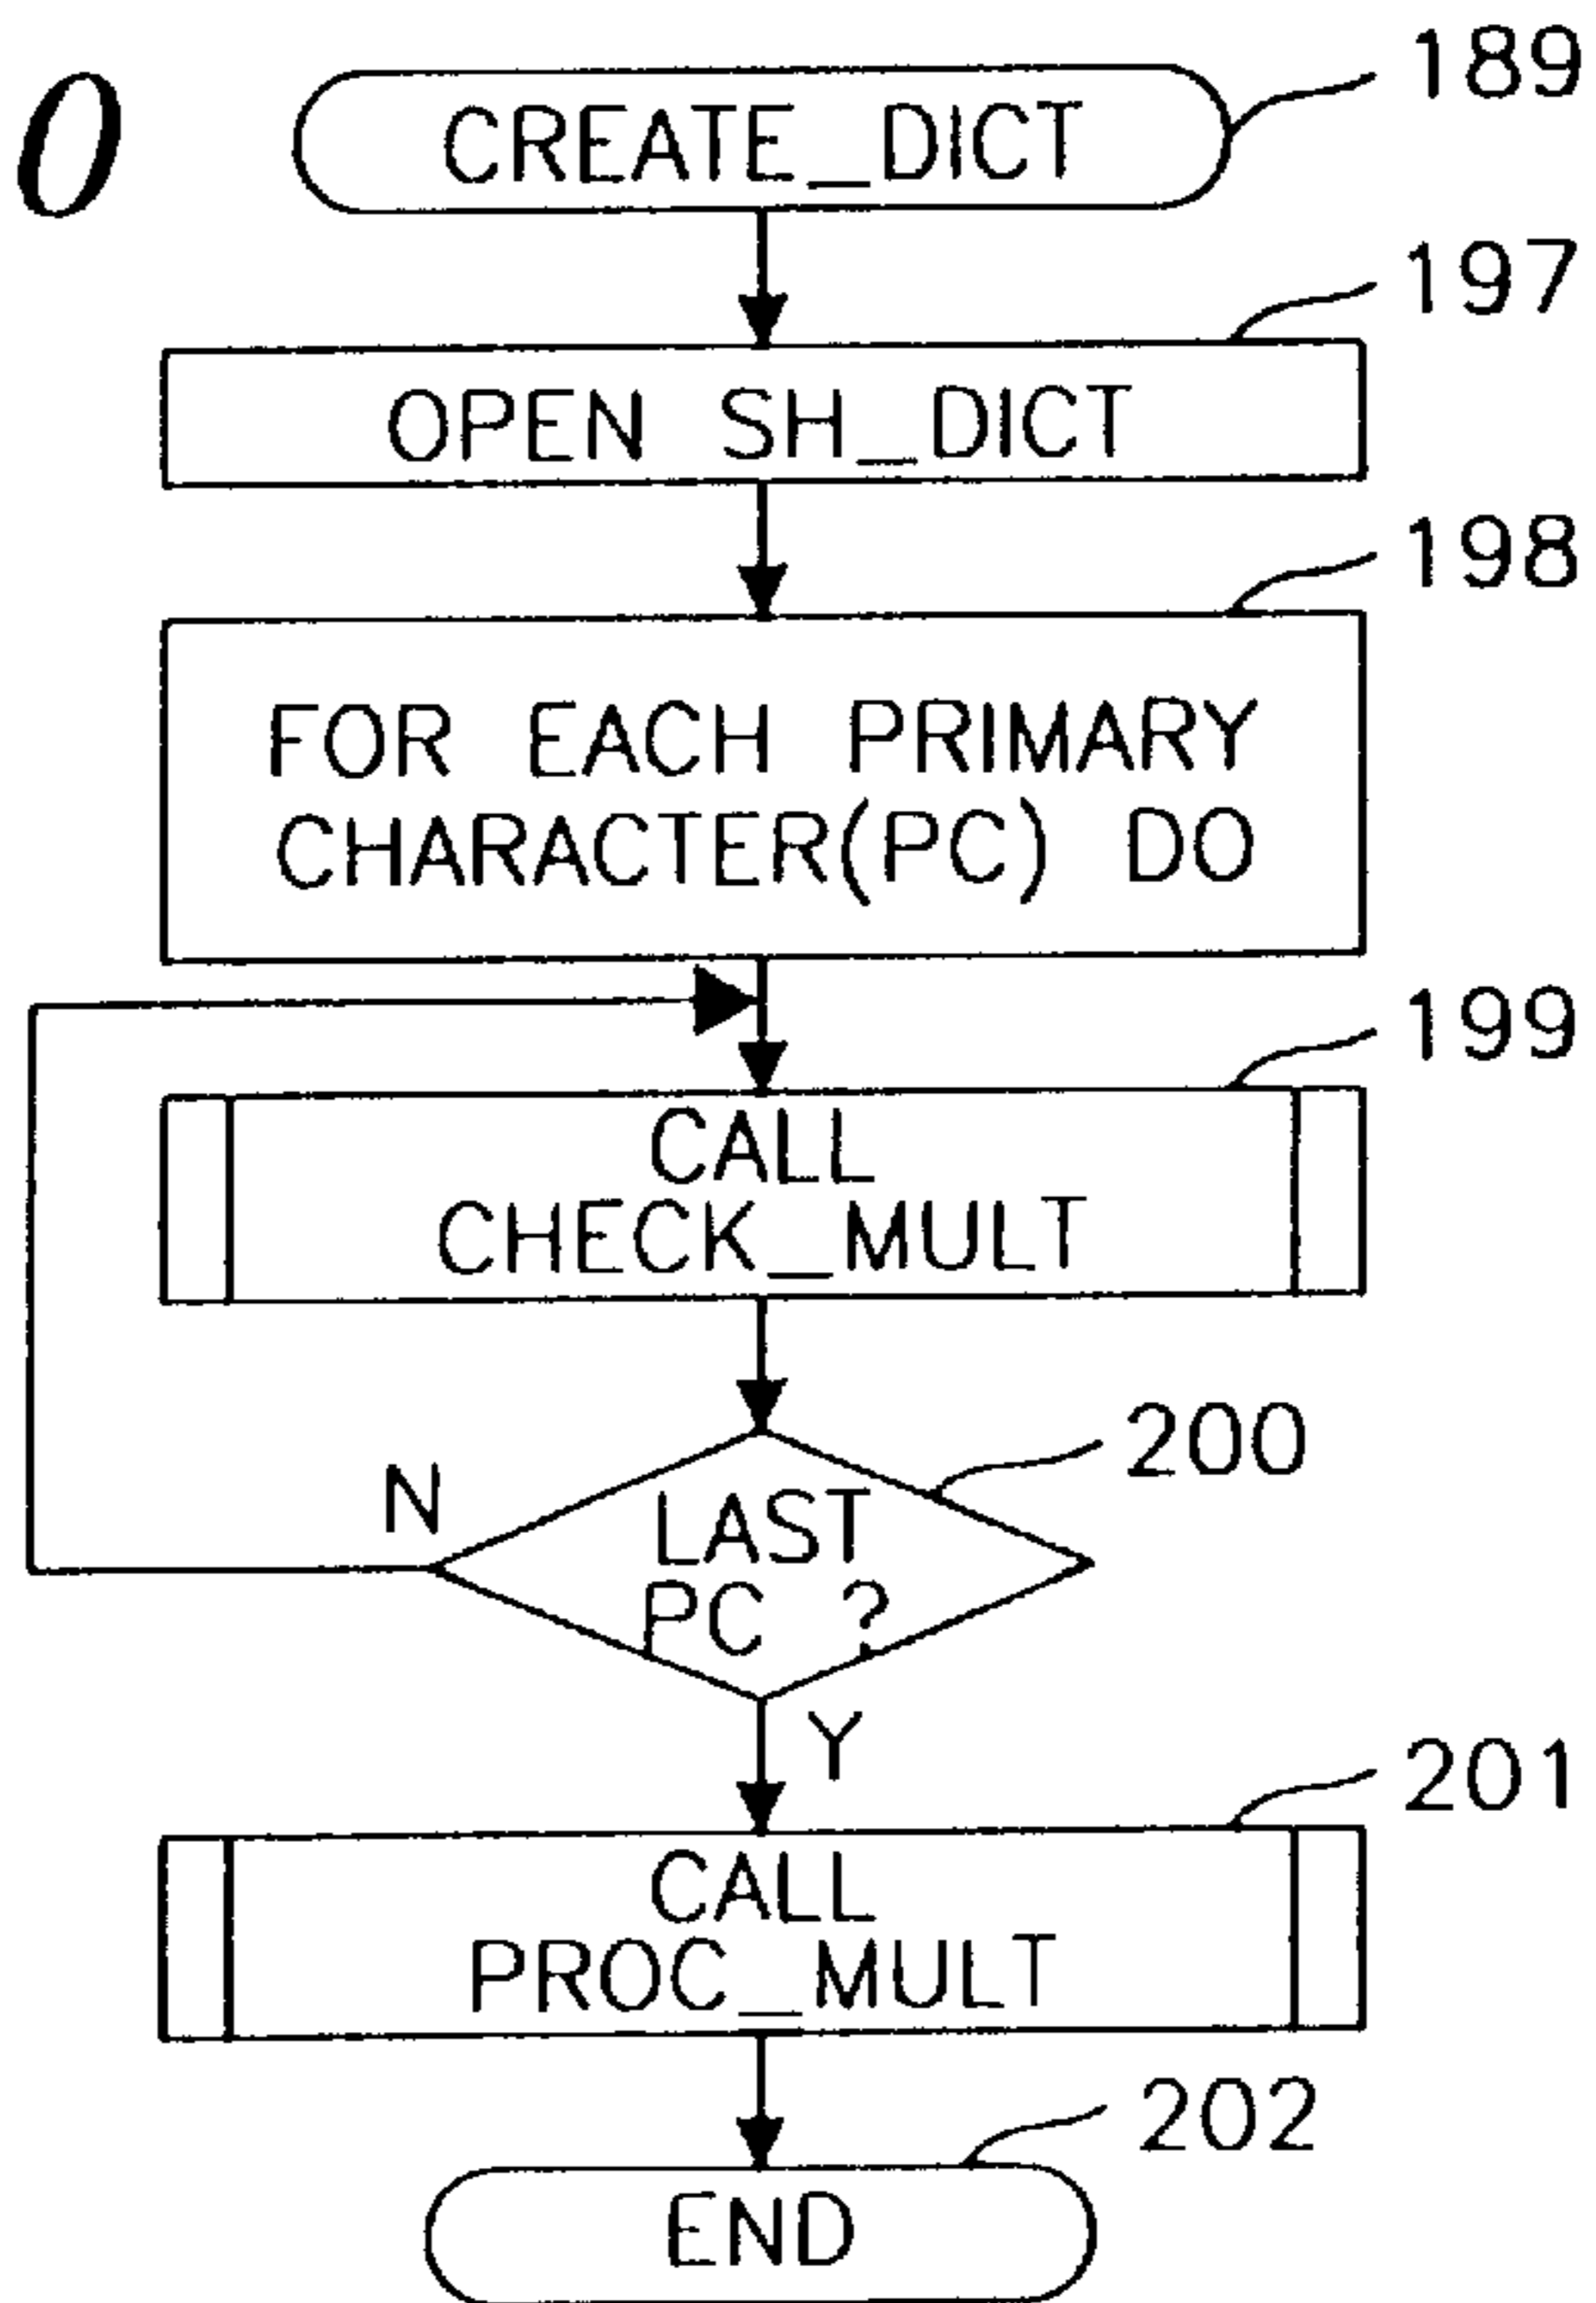 0
CREATE_DICT
189
OPEN SH_DICT
197
FOR EACH PRIMARY
CHARACTER(PC) DO
198
CALL
CHECK_MULT
199
LAST
PC ?
200
N
Y
CALL
PROC_MULT
201
END
202